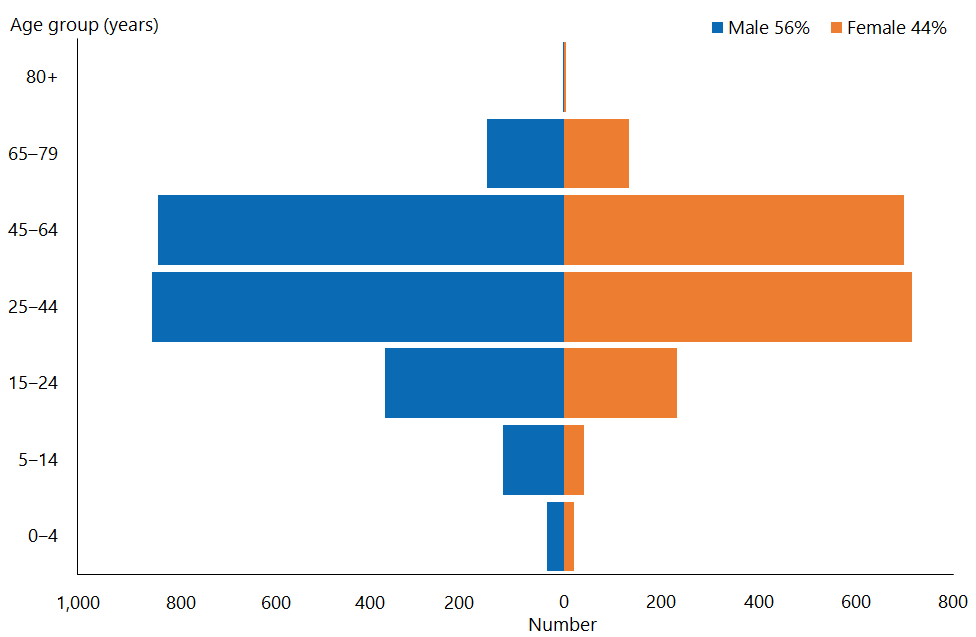 Age group (years)
Male 56% Female 44%
80+
65–79
45–64
25–44
15–24
5–14
0–4
1,000 800 600 400 200 0 200 400 600 800
Number